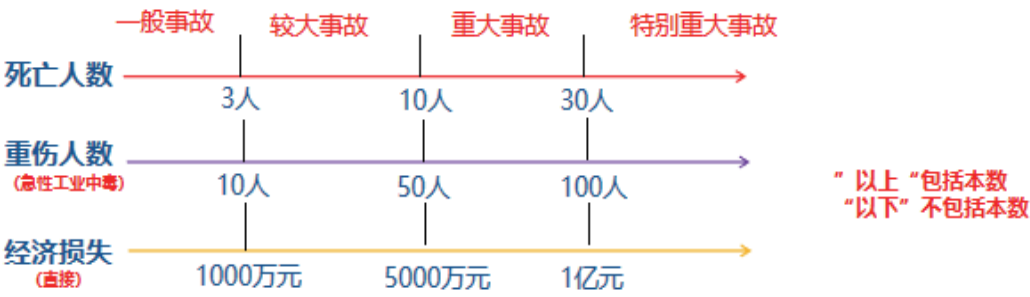 一般事故 较大事故 重大事故 特别重大事故
死亡人数
3人 10人 30人
重伤人数
(急性工业中毒)
10人 50人 100人
”以上“包括本数
“以下”不包括本数
经济损失
(直接)
1000万元 5000万元 1亿元